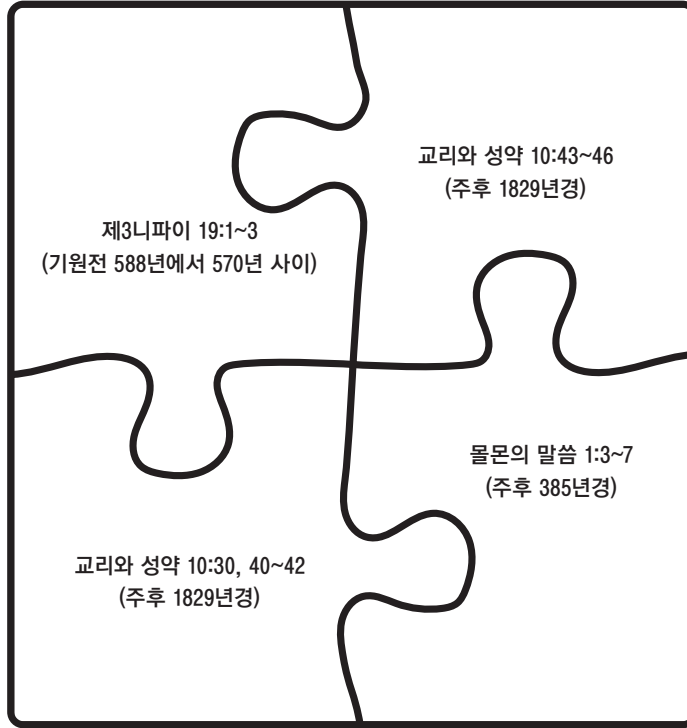 제3니파이 19:1~3
(기원전 588년에서 570년 사이)
교리와 성약 10:43~46
(주후 1829년경)
교리와 성약 10:30, 40~42
(주후 1829년경)
몰몬의 말씀 1:3~7
(주후 385년경)